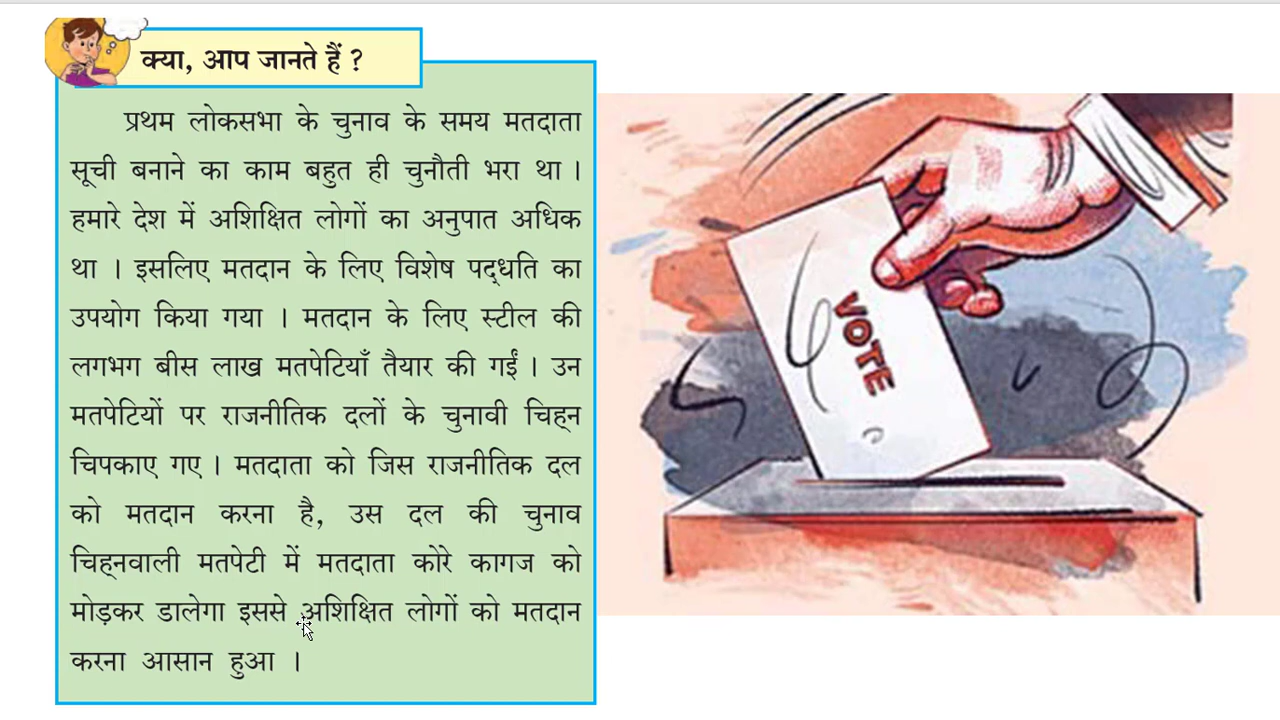 क्या, आप जानते हैं ?
प्रथम लोकसभा के चुनाव के समय मतदाता
सूची बनाने का काम बहुत ही चुनौती भरा था ।
हमारे देश में अशिक्षित लोगों का अनुपात अधिक
था । इसलिए मतदान के लिए विशेष पद्धति का
उपयोग किया गया । मतदान के लिए स्टील की
लगभग बीस लाख मतपेटियाँ तैयार की गईं । उन
मतपेटियों पर राजनीतिक दलों के चुनावी चिह्न
चिपकाए गए । मतदाता को जिस राजनीतिक दल
को मतदान करना है, उस दल की चुनाव
चिह्नवाली मतपेटी में मतदाता कोरे कागज को
मोड़कर डालेगा इससे अशिक्षित लोगों को मतदान
करना आसान हुआ ।
VOTE